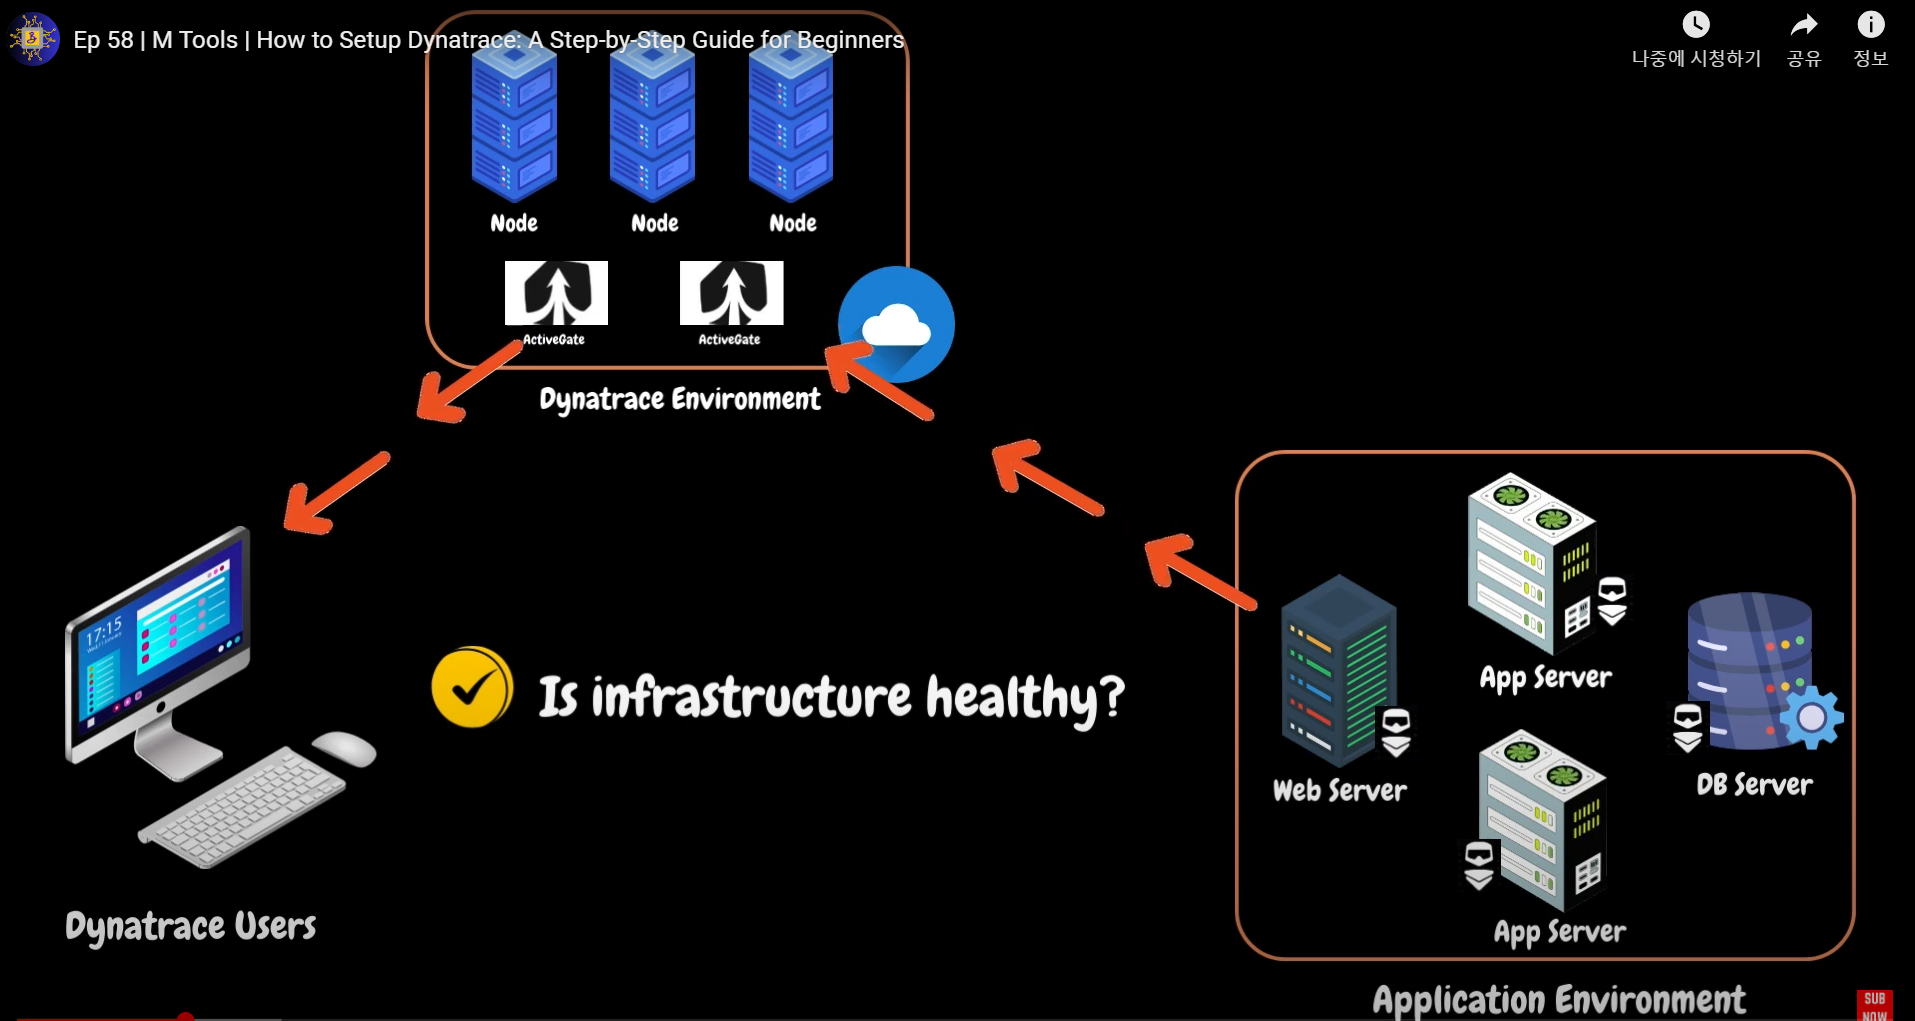 Ep 58 | M Tools | How to Setup Dynatrace: A Step-by-Step Guide for Beginners
나중에 시청하기
공유
정보
Node
Node
Node
ActiveGate
ActiveGate
Dynatrace Environment
17:15
Is infrastructure healthy?
Web Server
App Server
DB Server
App Server
Dynatrace Users
Application Environment
SUB
NOW